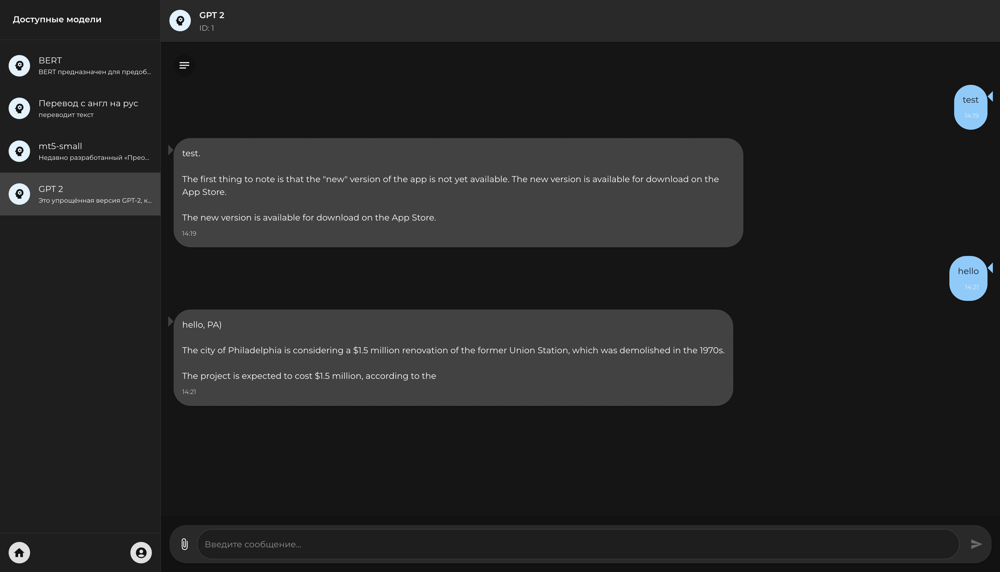 Доступные модели
BERT
BERT предназначен для предоб...
Перевод с англ на рус
переводит текст
mt5-small
Недавно разработанный «Прео...
GPT 2
Это упрощённая версия GPT-2, к...
GPT 2
ID: 1
test
14:19
test.
The first thing to note is that the "new" version of the app is not yet available. The new version is available for download on the
App Store.
The new version is available for download on the App Store.
14:19
hello
14:21
hello, PA)
The city of Philadelphia is considering a $1.5 million renovation of the former Union Station, which was demolished in the 1970s.
The project is expected to cost $1.5 million, according to the
14:21
Введите сообщение...